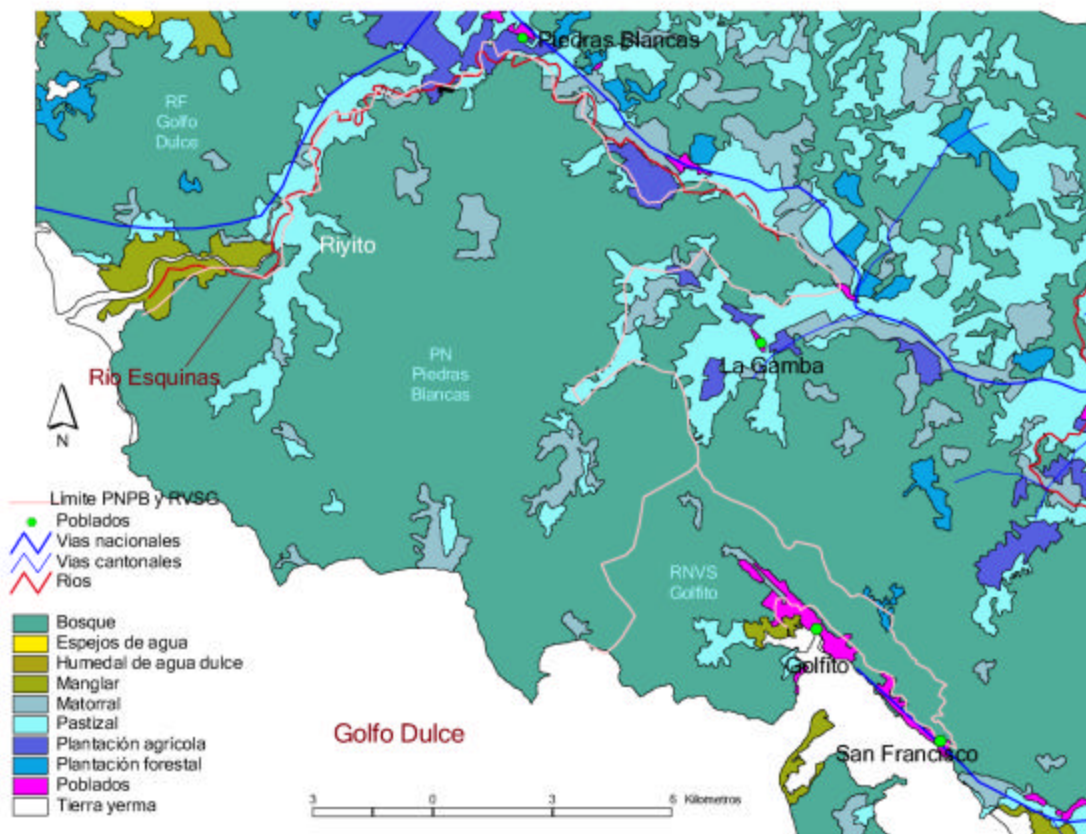 Piedras Blancas
RF
Golfo
Dulce
Riyito
PN
Piedras
Blancas
La Gamba
Río Esquinas
N
RNVS
Golfito
Golfito
San Francisco
Golfo Dulce
Límite PNPB y RVSG
Poblados
Vias nacionales
Vias cantonales
Rios
Bosque
Espejos de agua
Humedal de agua dulce
Manglar
Matorral
Pastizal
Plantación agrícola
Plantación forestal
Poblados
Tierra yerma
3 0 3 6 Kilometros